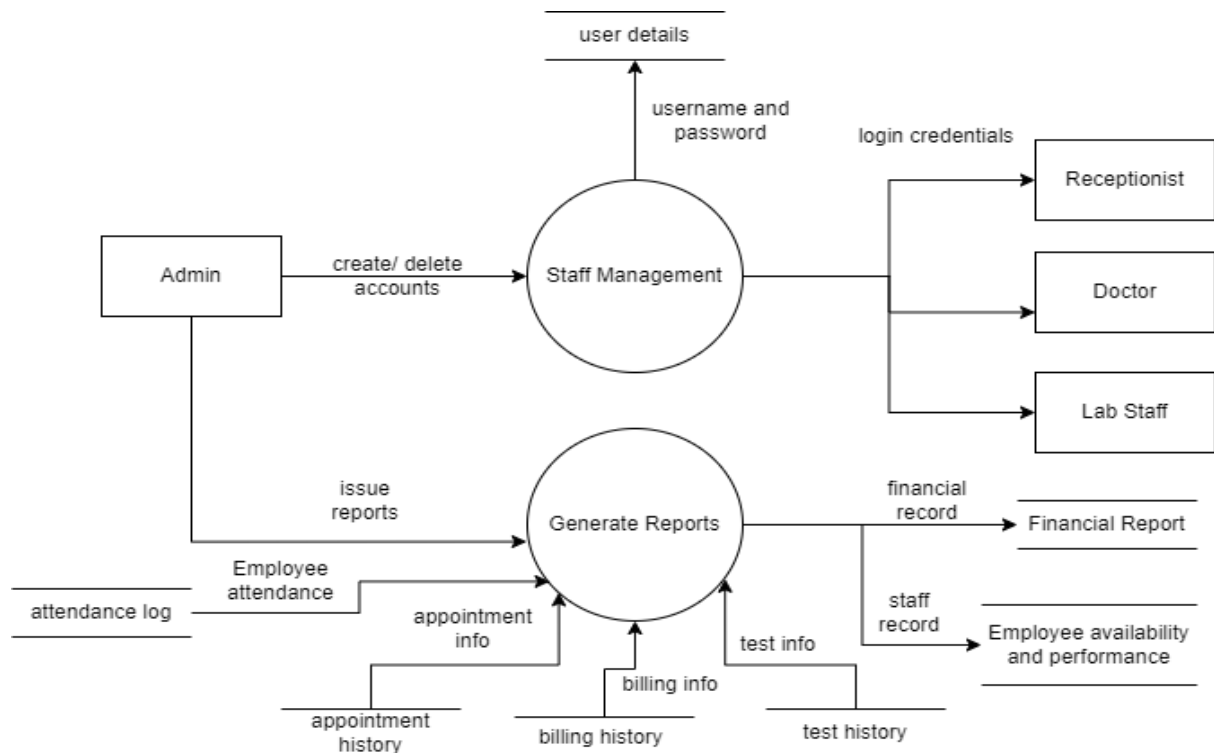 user details
username and
password
login credentials
Receptionist
Admin
create/ delete
accounts
Staff Management
Doctor
Lab Staff
issue
reports
Generate Reports
financial
record
Financial Report
Employee
attendance
attendance log
appointment
info
staff
record
Employee availability
and performance
test info
billing info
appointment
history
billing history
test history